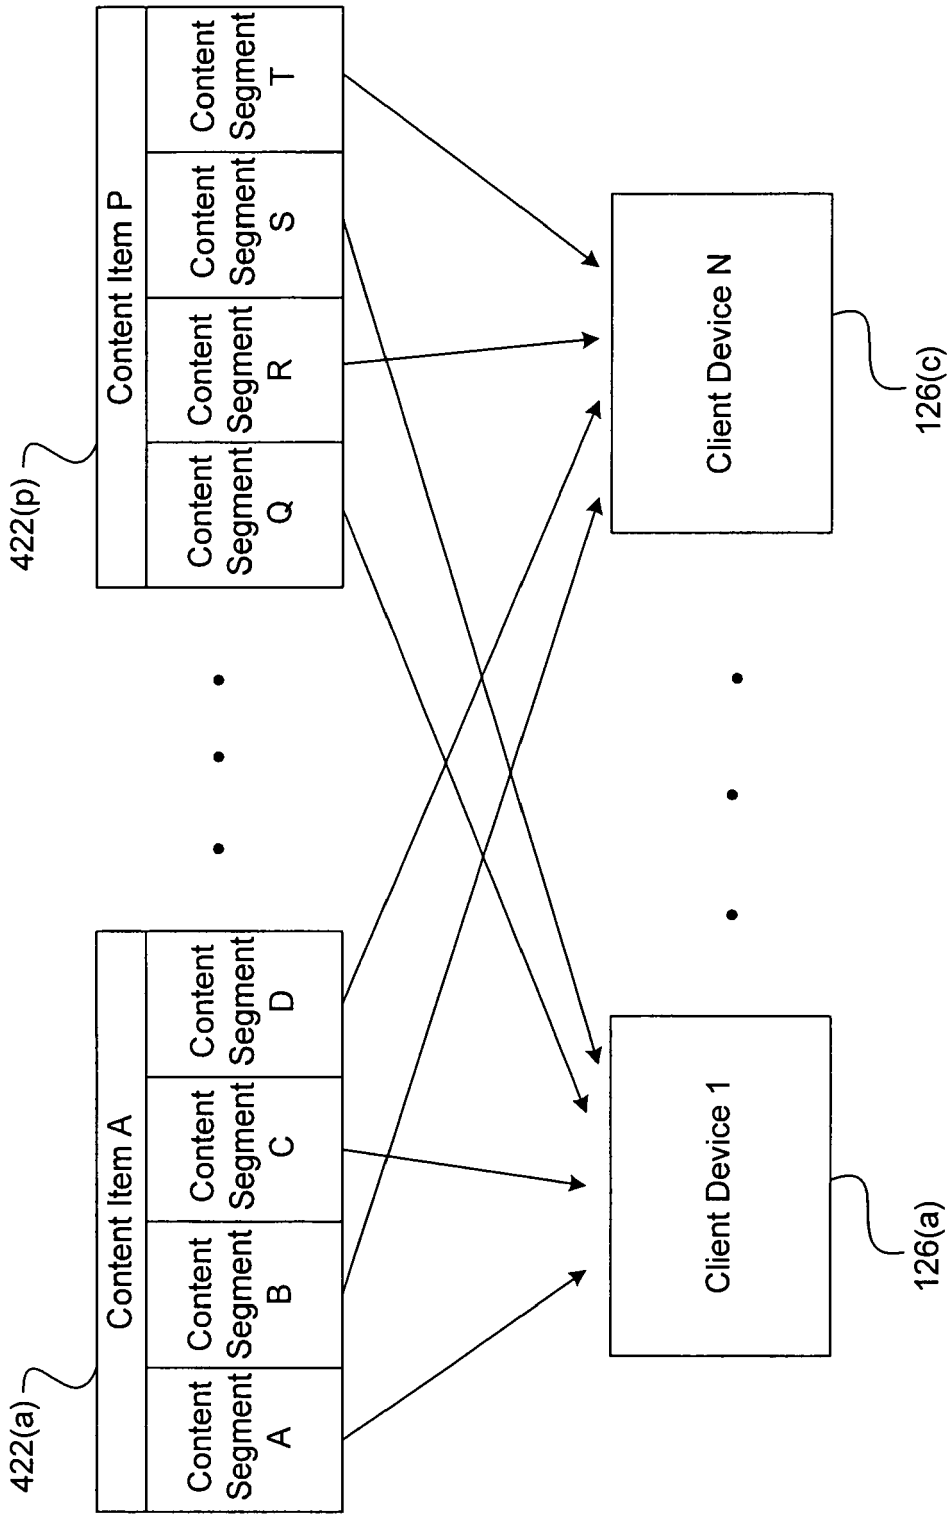 422(a)
422(p)
Content Item A
Content Item P
Content
Segment
A
Content
Segment
B
Content
Segment
C
Content
Segment
D
Content
Segment
Q
Content
Segment
R
Content
Segment
S
Content
Segment
T
Client Device 1
Client Device N
126(a)
126(c)